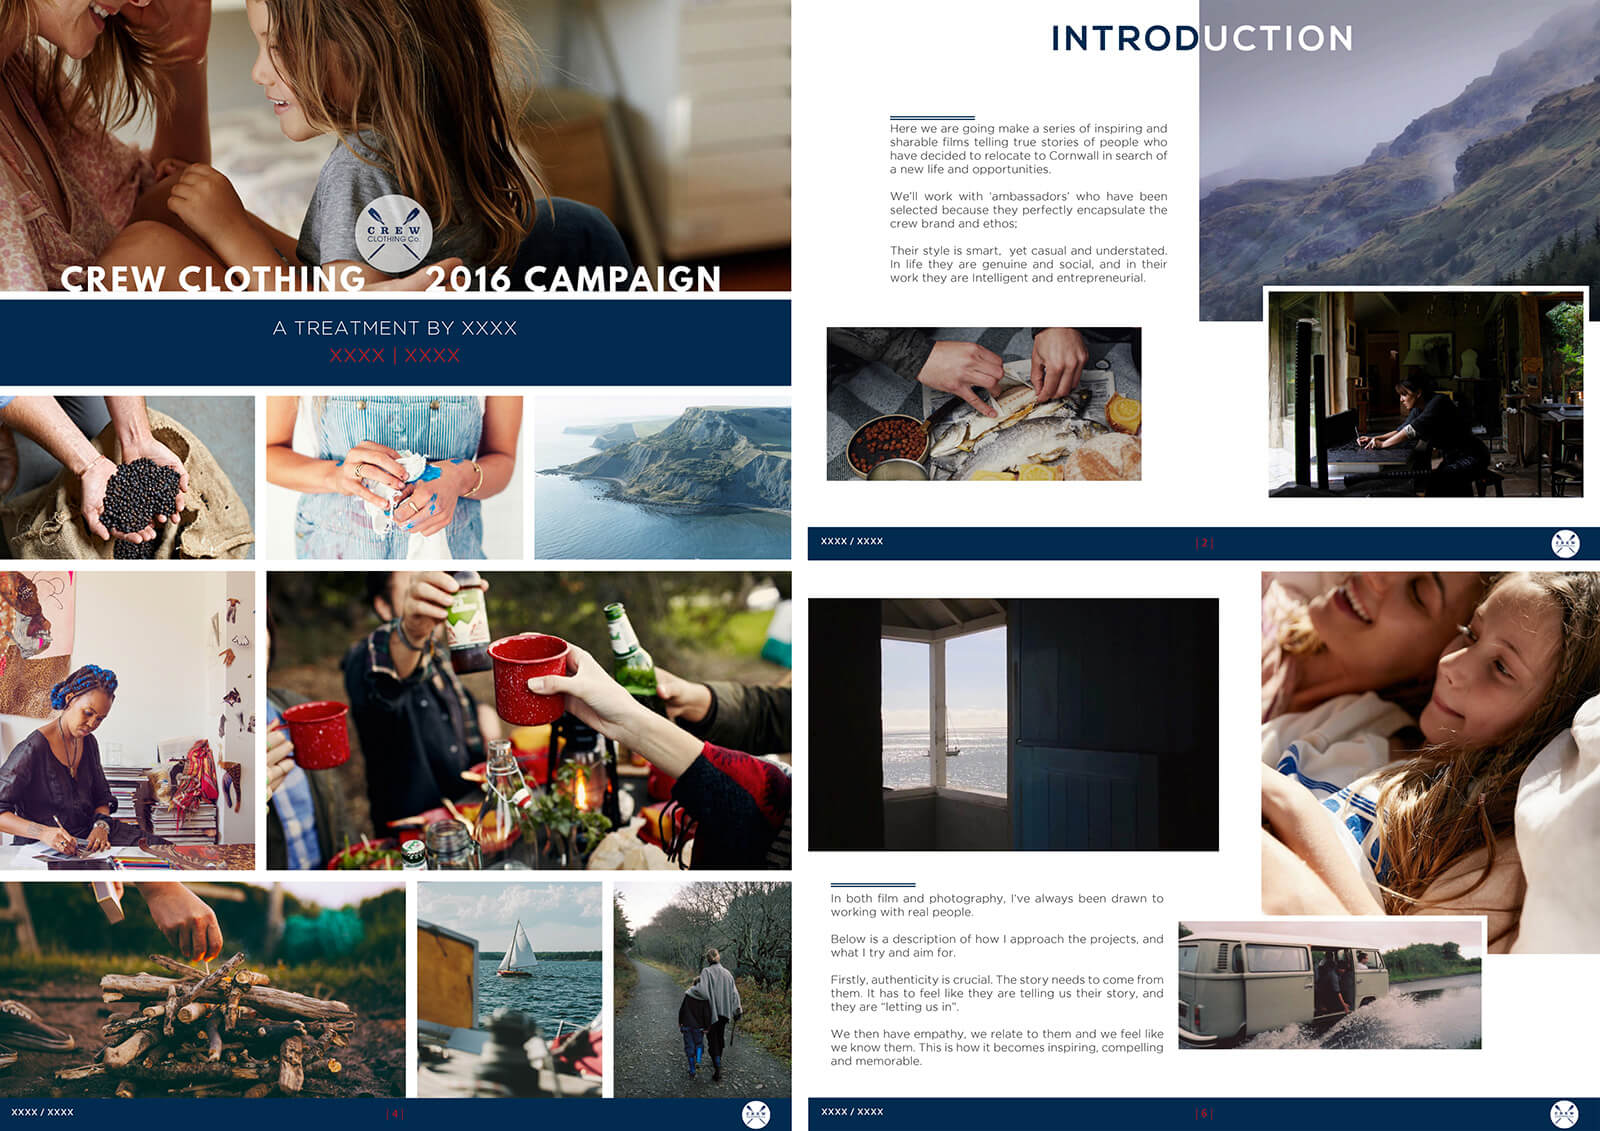 CREW
CLOTHING Co.
CREW CLOTHING 2016 CAMPAIGN
A TREATMENT BY XXXX
XXXX | XXXX
XXXX / XXXX
| 4 |
CREW
INTRODUCTION
Here we are going make a series of inspiring and
sharable films telling true stories of people who
have decided to relocate to Cornwall in search of
a new life and opportunities.
We'll work with 'ambassadors' who have been
selected because they perfectly encapsulate the
crew brand and ethos;
Their style is smart, yet casual and understated.
In life they are genuine and social, and in their
work they are Intelligent and entrepreneurial.
XXXX / XXXX
| 2 |
CREW
In both film and photography, I've always been drawn to
working with real people.
Below is a description of how I approach the projects, and
what I try and aim for.
Firstly, authenticity is crucial. The story needs to come from
them. It has to feel like they are telling us their story, and
they are "letting us in".
We then have empathy, we relate to them and we feel like
we know them. This is how it becomes inspiring, compelling
and memorable.
XXXX / XXXX
| 6 |
CREW